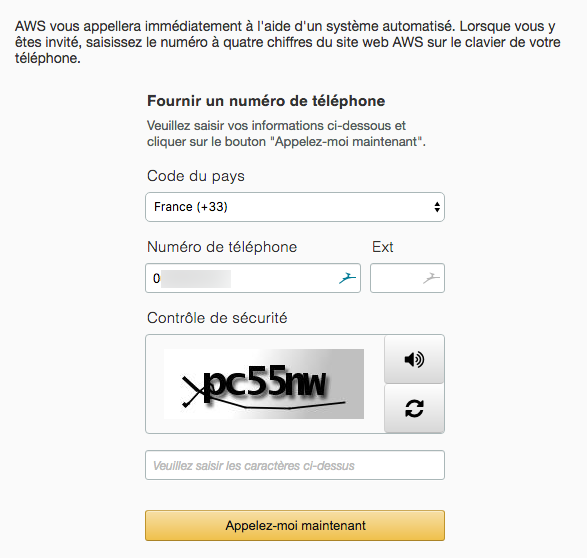 AWS vous appellera immédiatement à l'aide d'un système automatisé. Lorsque vous y
êtes invité, saisissez le numéro à quatre chiffres du site web AWS sur le clavier de votre
téléphone.
Fournir un numéro de téléphone
Veuillez saisir vos informations ci-dessous et
cliquer sur le bouton "Appelez-moi maintenant".
Code du pays
France (+33)
Numéro de téléphone Ext
0
Contrôle de sécurité
pc55nw
Veuillez saisir les caractères ci-dessus
Appelez-moi maintenant